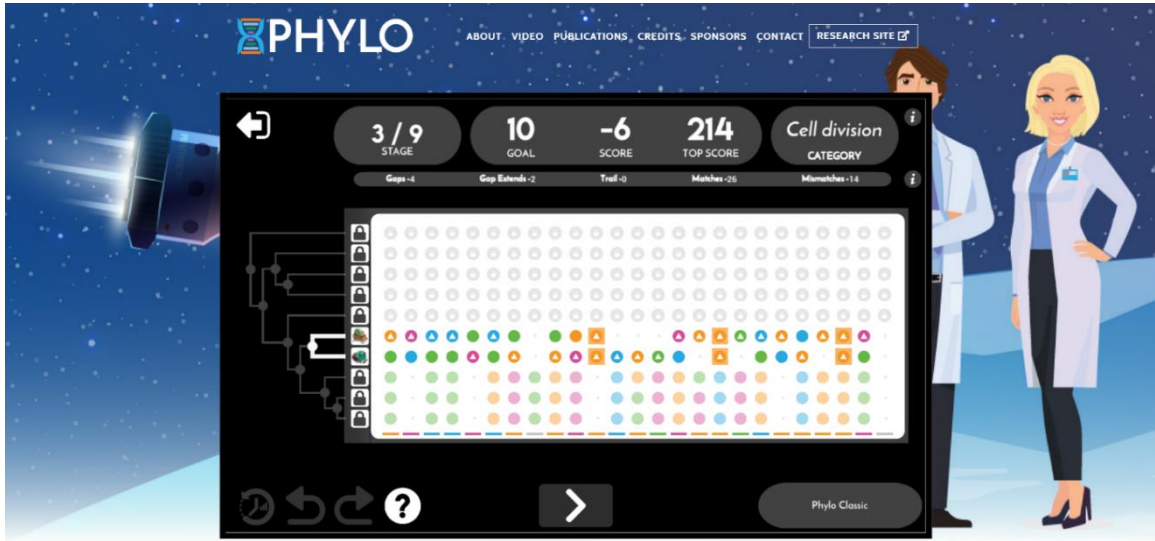 PHYLO
ABOUT VIDEO PUBLICATIONS CREDITS SPONSORS CONTACT RESEARCH SITE
3 / 9
STAGE
10
GOAL
-6
SCORE
214
TOP SCORE
Cell division
CATEGORY
i
Gaps -4 Gap Extends -2 Trail -0 Matches -26 Mismatches -14
i
?
Phylo Classic